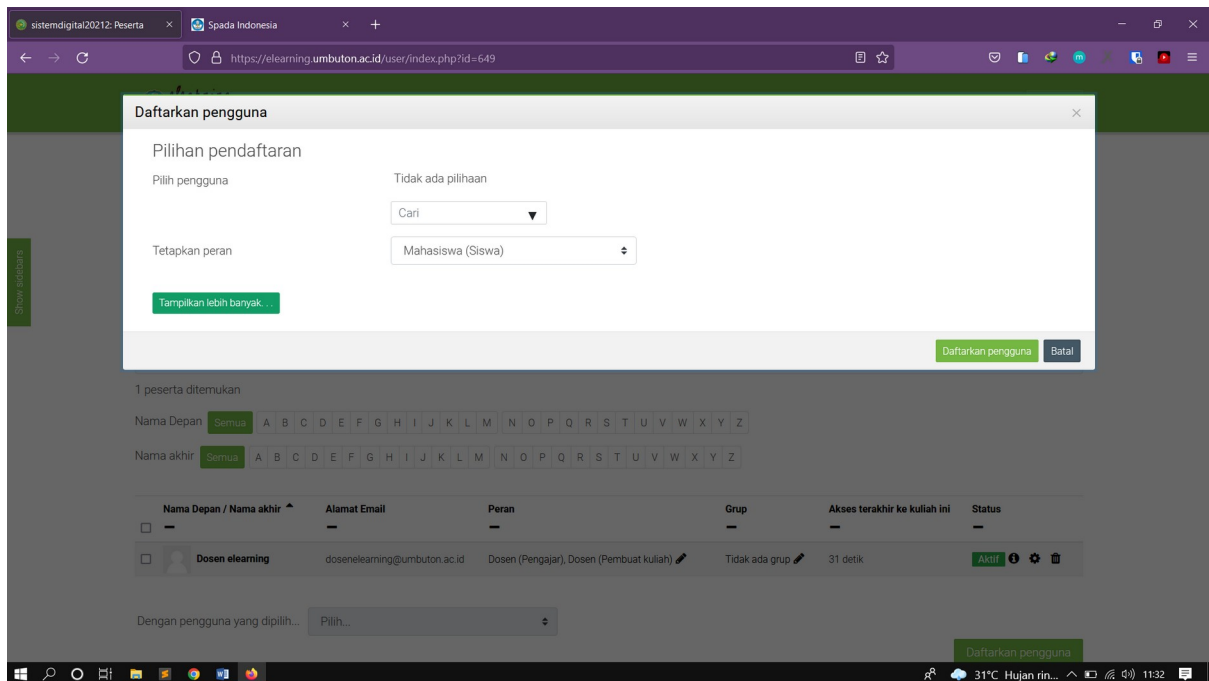 sistemdigital20212: Peserta
Spada Indonesia
https://elearning.umbuton.ac.id/user/index.php?id=649
Daftarkan pengguna
Pilihan pendaftaran
Pilih pengguna Tidak ada pilihaan
Cari
Tetapkan peran Mahasiswa (Siswa)
Tampilkan lebih banyak. . .
Daftarkan pengguna Batal
Show sidebars
1 peserta ditemukan
Nama Depan Semua A B C D E F G H I J K L M N O P Q R S T U V W X Y Z
Nama akhir Semua A B C D E F G H I J K L M N O P Q R S T U V W X Y Z
Nama Depan / Nama akhir Alamat Email Peran Grup Akses terakhir ke kuliah ini Status
Dosen elearning dosenelearning@umbuton.ac.id Dosen (Pengajar), Dosen (Pembuat kuliah) Tidak ada grup 31 detik Aktif
Dengan pengguna yang dipilih... Pilih...
Daftarkan pengguna
31°C Hujan rin... 11:32